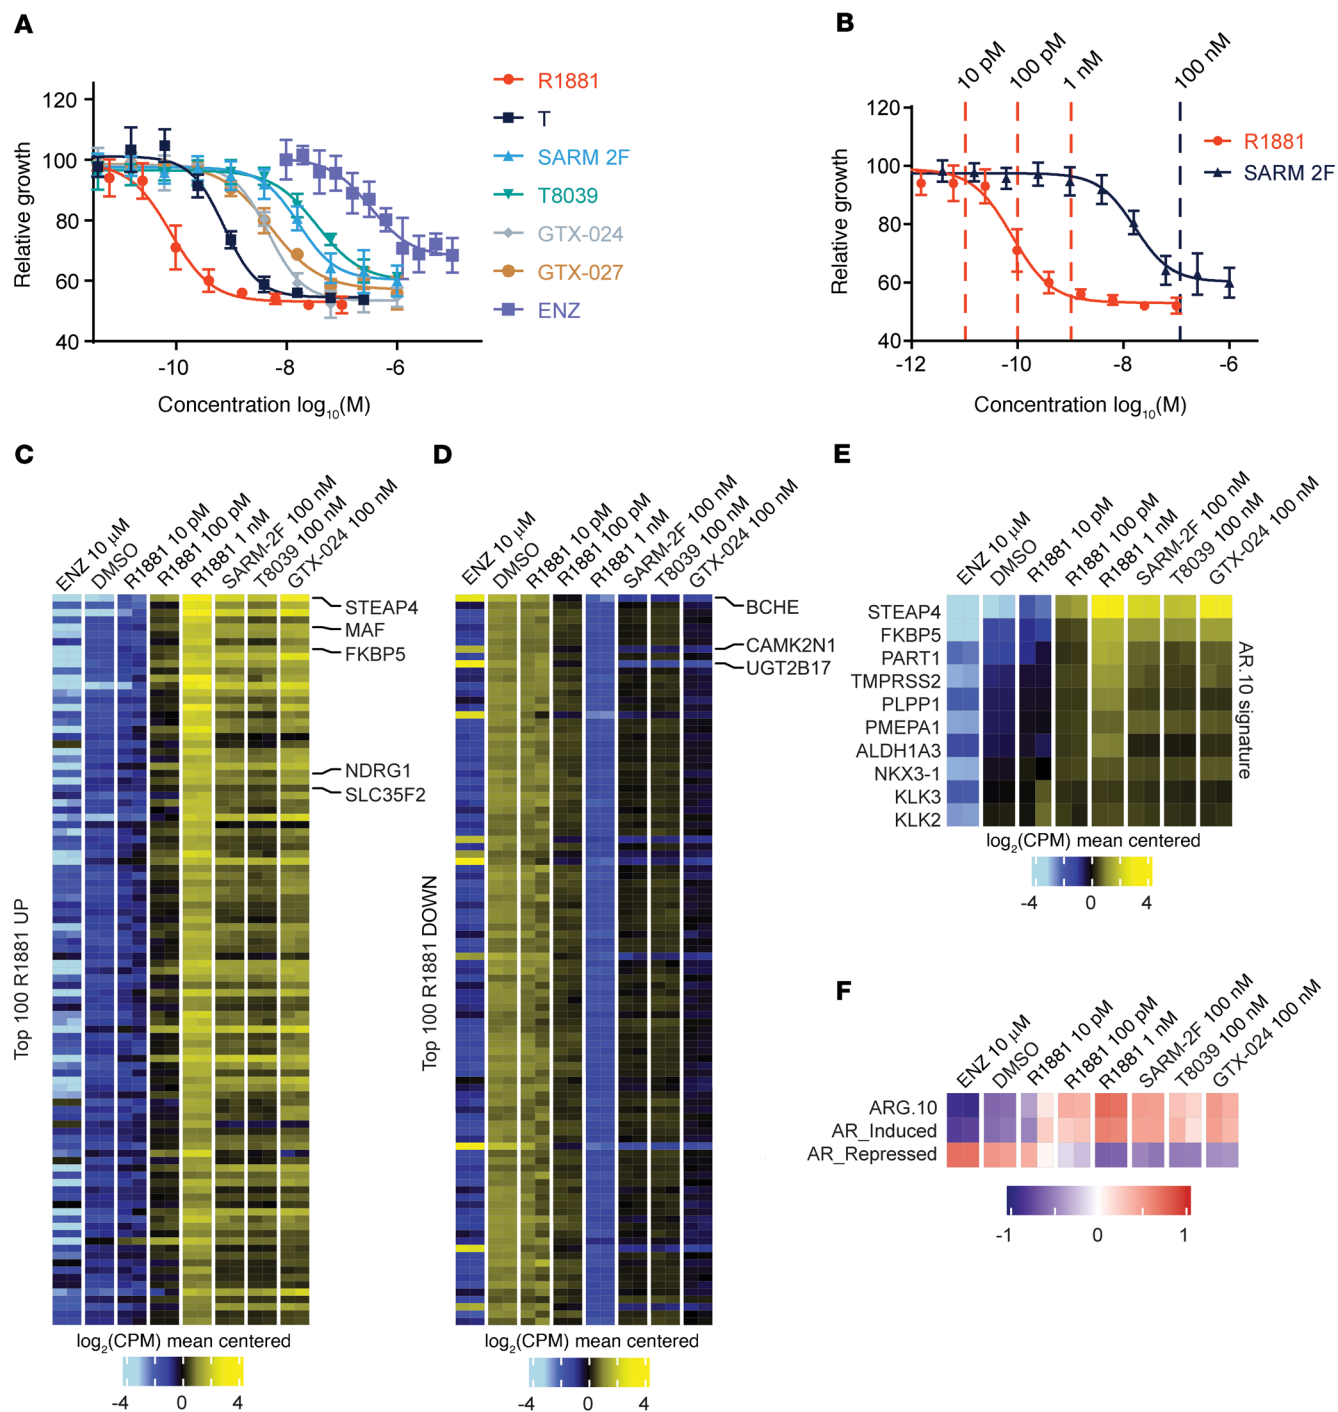 A
120
100
80
60
40
Relative growth
-10
-8
-6
Concentration log10(M)
R1881
T
SARM 2F
T8039
GTX-024
GTX-027
ENZ
B
10 pM
100 pM
1 nM
100 nM
120
100
80
60
40
Relative growth
-12
-10
-8
-6
Concentration log10(M)
R1881
SARM 2F
C
ENZ 10 μM
DMSO
R1881 10 pM
R1881 100 pM
R1881 1 nM
SARM-2F 100 nM
T8039 100 nM
GTX-024 100 nM
STEAP4
MAF
FKBP5
NDRG1
SLC35F2
Top 100 R1881 UP
log2(CPM) mean centered
-4
0
4
D
ENZ 10 μM
DMSO
R1881 10 pM
R1881 100 pM
R1881 1 nM
SARM-2F 100 nM
T8039 100 nM
GTX-024 100 nM
BCHE
CAMK2N1
UGT2B17
Top 100 R1881 DOWN
log2(CPM) mean centered
-4
0
4
E
ENZ 10 μM
DMSO
R1881 10 pM
R1881 100 pM
R1881 1 nM
SARM-2F 100 nM
T8039 100 nM
GTX-024 100 nM
STEAP4
FKBP5
PART1
TMPRSS2
PLPP1
PMEPA1
ALDH1A3
NKX3-1
KLK3
KLK2
AR.10 signature
log2(CPM) mean centered
-4
0
4
F
ENZ 10 μM
DMSO
R1881 10 pM
R1881 100 pM
R1881 1 nM
SARM-2F 100 nM
T8039 100 nM
GTX-024 100 nM
ARG.10
AR_Induced
AR_Repressed
-1
0
1